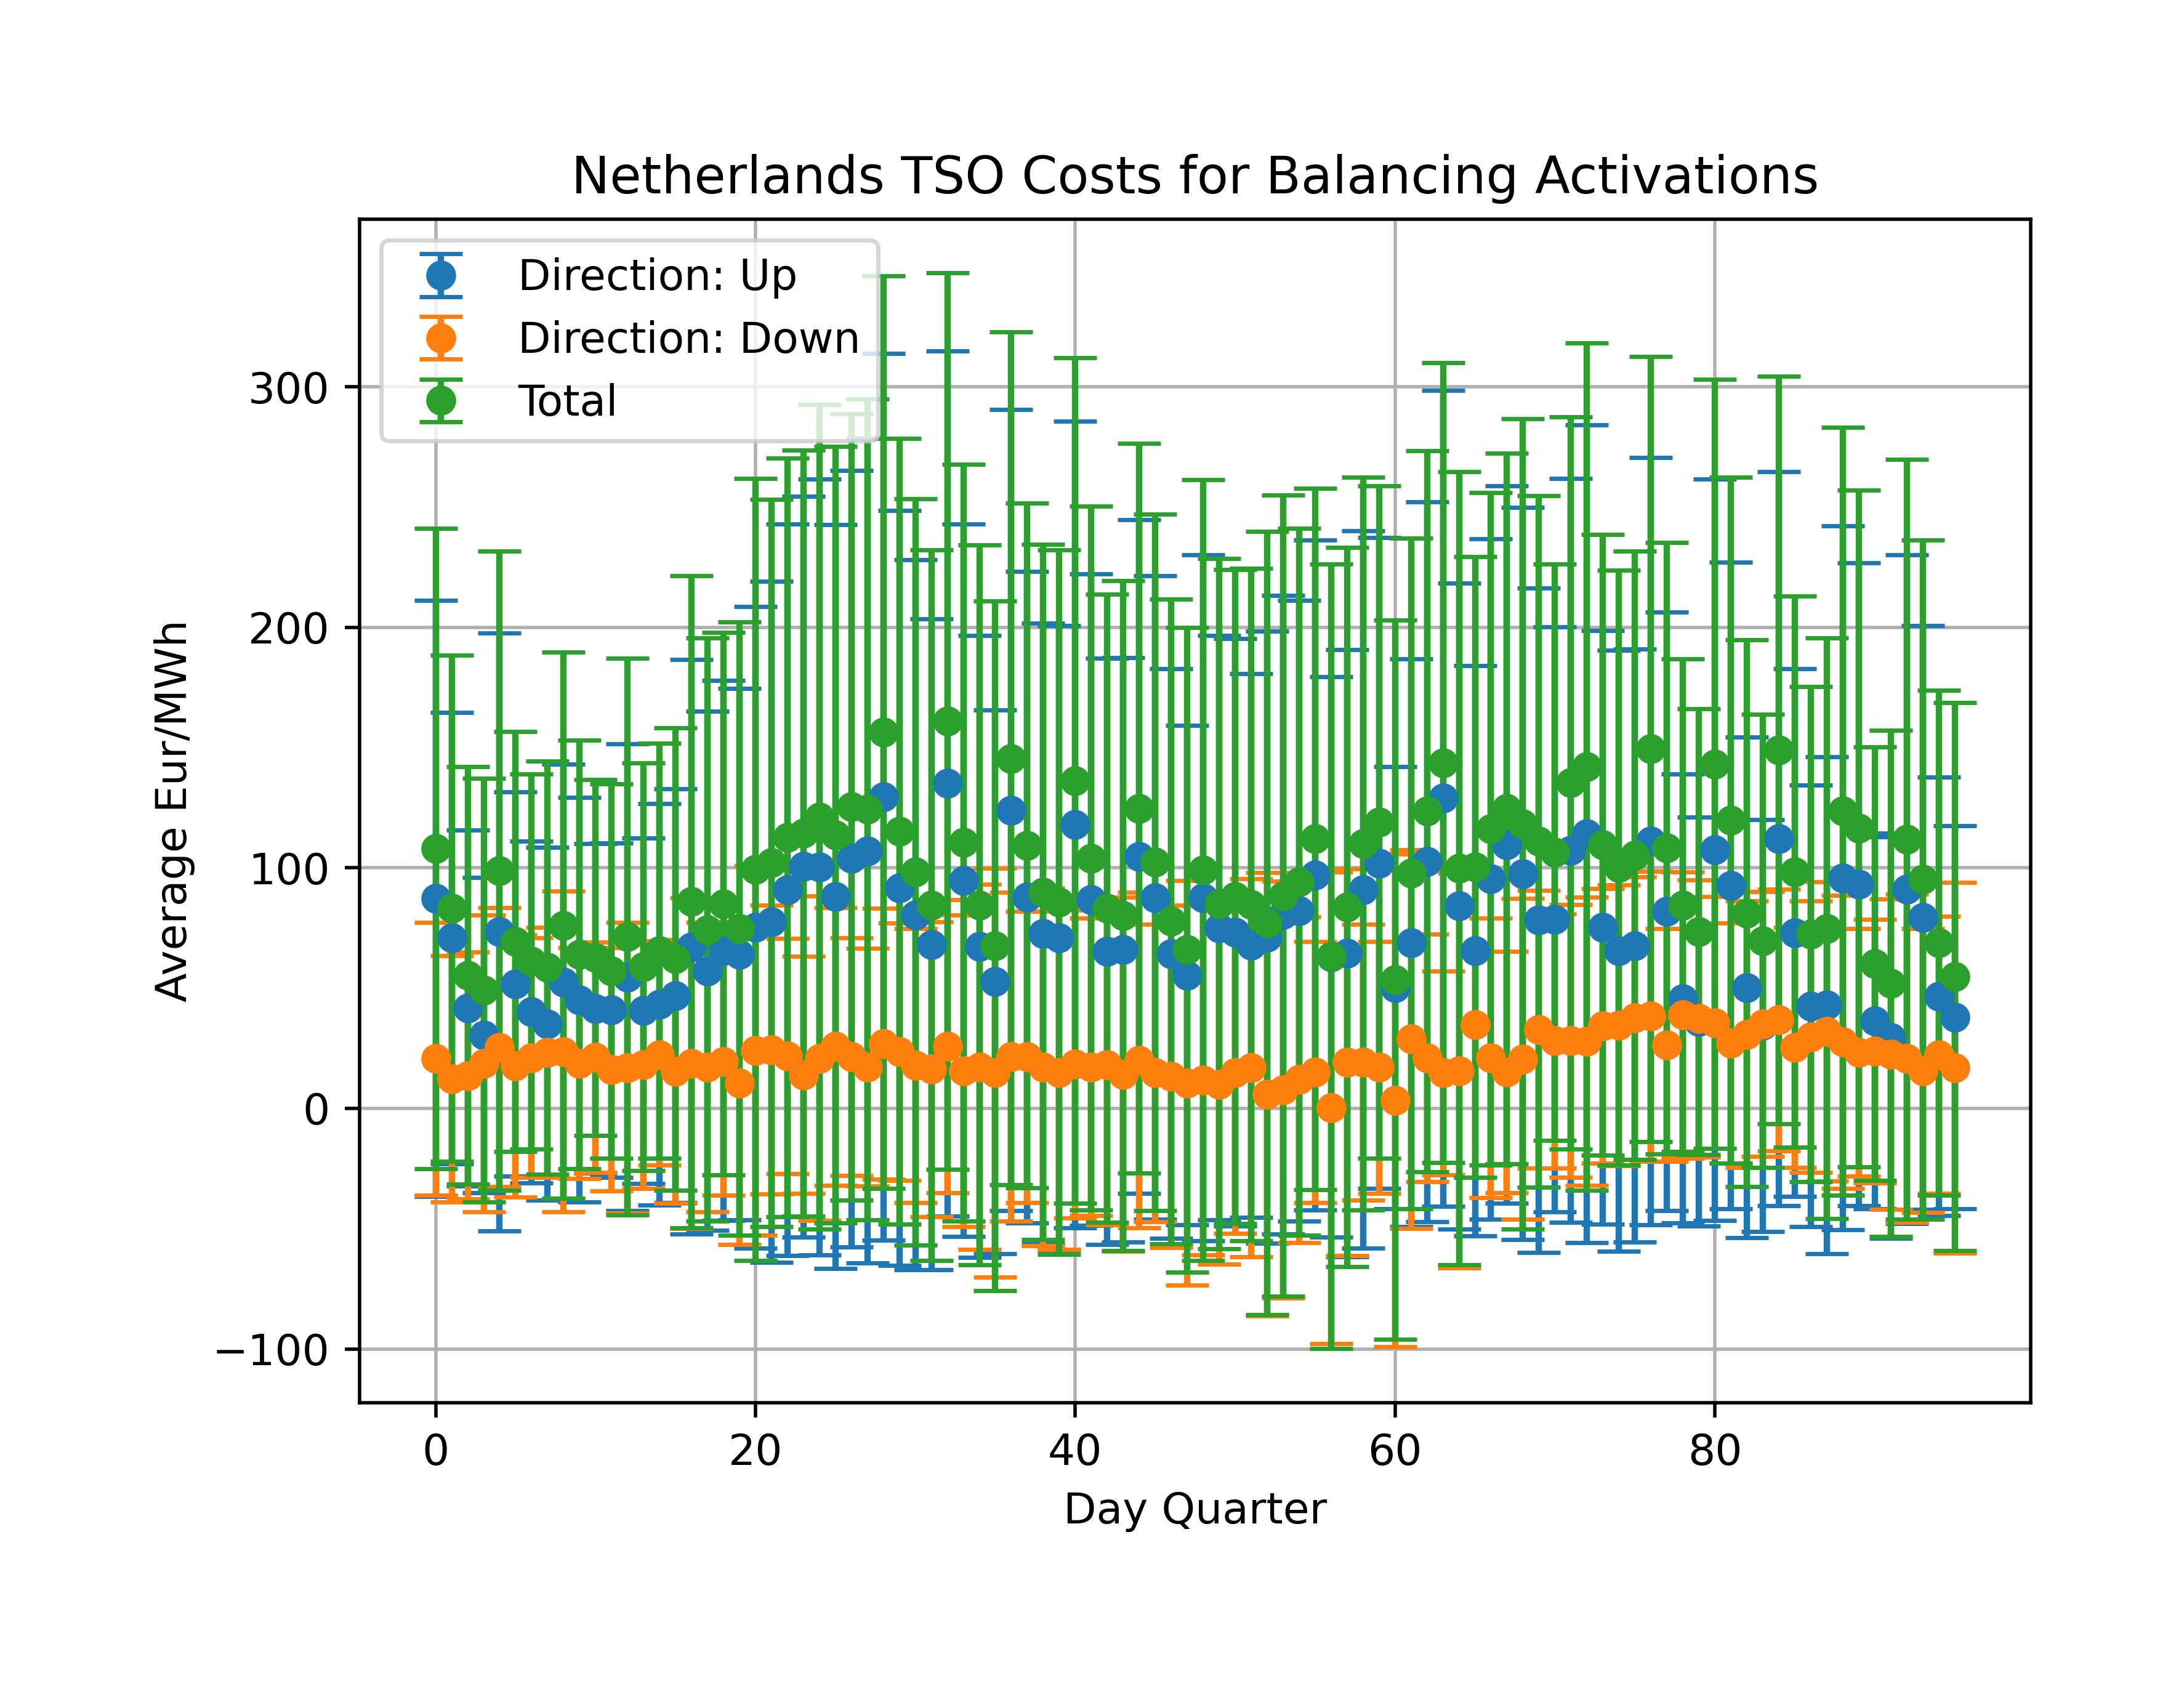 Netherlands TSO Costs for Balancing Activations
Direction: Up
Direction: Down
Total
Average Eur/MWh
300
200
100
0
−100
0 20 40 60 80
Day Quarter